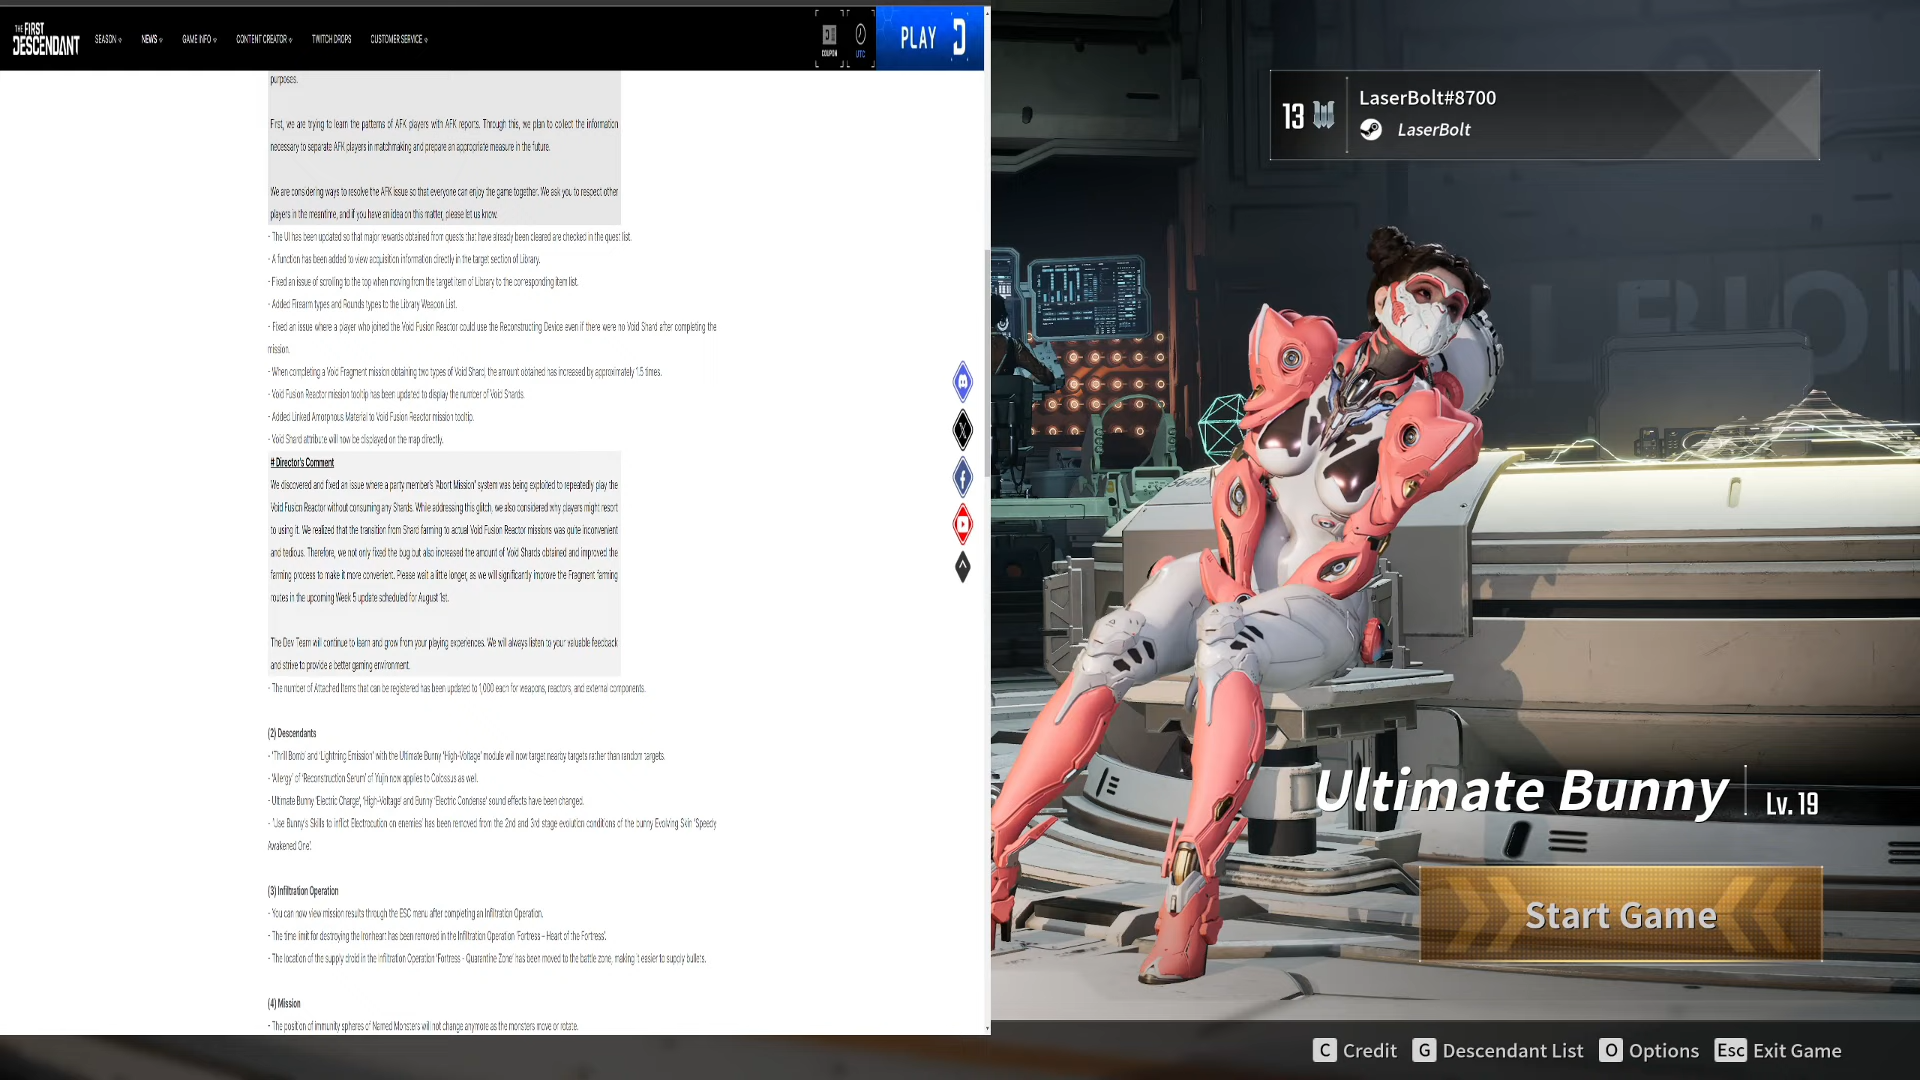 THE FIRST DESCENDANT
SEASON
NEWS
GAME INFO
CONTENT CREATOR
TWITCH DROPS
CUSTOMER SERVICE
COUPON
UTC
PLAY
purposes.
First, we are trying to learn the patterns of AFK players with AFK reports. Through this, we plan to collect the information
necessary to separate AFK players in matchmaking and prepare an appropriate measure in the future.
We are considering ways to resolve the AFK issue so that everyone can enjoy the game together. We ask you to respect other
players in the meantime, and if you have an idea on this matter, please let us know.
- The UI has been updated so that major rewards obtained from quests that have already been cleared are checked in the quest list.
- A function has been added to view acquisition information directly in the target section of Library.
- Fixed an issue of scrolling to the top when moving from the target item of Library to the corresponding item list.
- Added Firearm types and Rounds types to the Library Weapon List.
- Fixed an issue where a player who joined the Void Fusion Reactor could use the Reconstructing Device even if there were no Void Shard after completing the
mission.
- When completing a Void Fragment mission obtaining two types of Void Shard, the amount obtained has increased by approximately 1.5 times.
- Void Fusion Reactor mission tooltip has been updated to display the number of Void Shards.
- Added Linked Amorphous Material to Void Fusion Reactor mission tooltip.
- Void Shard attribute will now be displayed on the map directly.
# Director's Comment
We discovered and fixed an issue where a party member's 'Abort Mission' system was being exploited to repeatedly play the
Void Fusion Reactor without consuming any Shards. While addressing this glitch, we also considered why players might resort
to using it. We realized that the transition from Shard farming to actual Void Fusion Reactor missions was quite inconvenient
and tedious. Therefore, we not only fixed the bug but also increased the amount of Void Shards obtained and improved the
farming process to make it more convenient. Please wait a little longer, as we will significantly improve the Fragment farming
routes in the upcoming Week 5 update scheduled for August 1st.
The Dev Team will continue to learn and grow from your playing experiences. We will always listen to your valuable feedback
and strive to provide a better gaming environment.
- The number of Attached Items that can be registered has been updated to 1,000 each for weapons, reactors, and external components.
(2) Descendants
- 'Thrill Bomb' and 'Lightning Emission' with the Ultimate Bunny 'High-Voltage' module will now target nearby targets rather than random targets.
- 'Allergy' of 'Reconstruction Serum' of Yujin now applies to Colossus as well.
- Ultimate Bunny 'Electric Charge', 'High-Voltage' and Bunny 'Electric Condense' sound effects have been changed.
- 'Use Bunny's Skills to inflict Electrocution on enemies' has been removed from the 2nd and 3rd stage evolution conditions of the bunny Evolving Skin 'Speedy
Awakened One'.
(3) Infiltration Operation
- You can now view mission results through the ESC menu after competing an Infiltration Operation.
- The time limit for destroying the Ironheart has been removed in the Infiltration Operation 'Fortress – Heart of the Fortress'.
- The location of the supply droid in the Infiltration Operation 'Fortress - Quarantine Zone' has been moved to the battle zone, making it easier to supply bullets.
(4) Mission
- The position of immunity spheres of Named Monsters will not change anymore as the monsters move or rotate.
13
LaserBolt#8700
LaserBolt
ALBION
Ultimate Bunny
Lv. 19
Start Game
C Credit
G Descendant List
O Options
Esc Exit Game